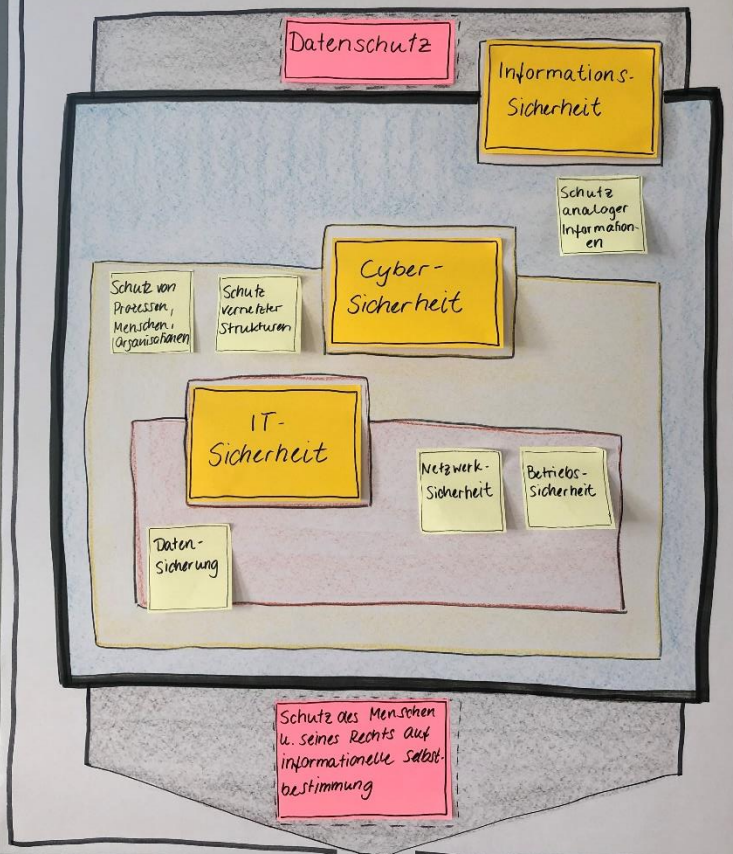 Datenschutz
Informations-
Sicherheit
Schutz
analoger
Information-
en
Cyber-
Sicherheit
Schutz von
Prozessen,
Menschen,
Organisationen
Schutz
vernetzter
Strukturen
IT-
Sicherheit
Netzwerk-
Sicherheit
Betriebs-
sicherheit
Daten-
sicherung
Schutz des Menschen
u. seines Rechts auf
informationelle Selbst-
bestimmung